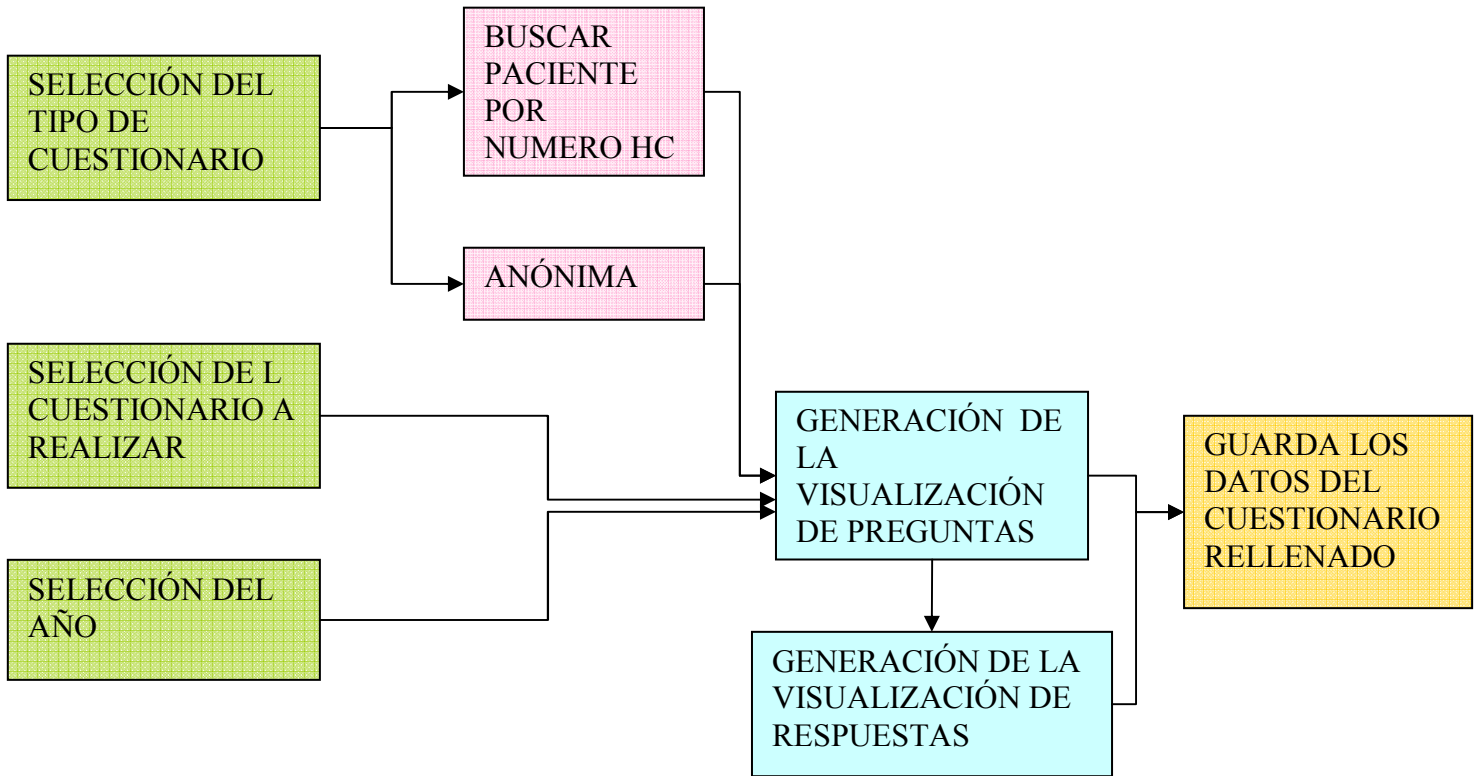 SELECCIÓN DEL
TIPO DE
CUESTIONARIO
BUSCAR
PACIENTE
POR
NUMERO HC
ANÓNIMA
SELECCIÓN DE L
CUESTIONARIO A
REALIZAR
SELECCIÓN DEL
AÑO
GENERACIÓN  DE
LA
VISUALIZACIÓN
DE PREGUNTAS
GENERACIÓN DE LA
VISUALIZACIÓN DE
RESPUESTAS
GUARDA LOS
DATOS DEL
CUESTIONARIO
RELLENADO